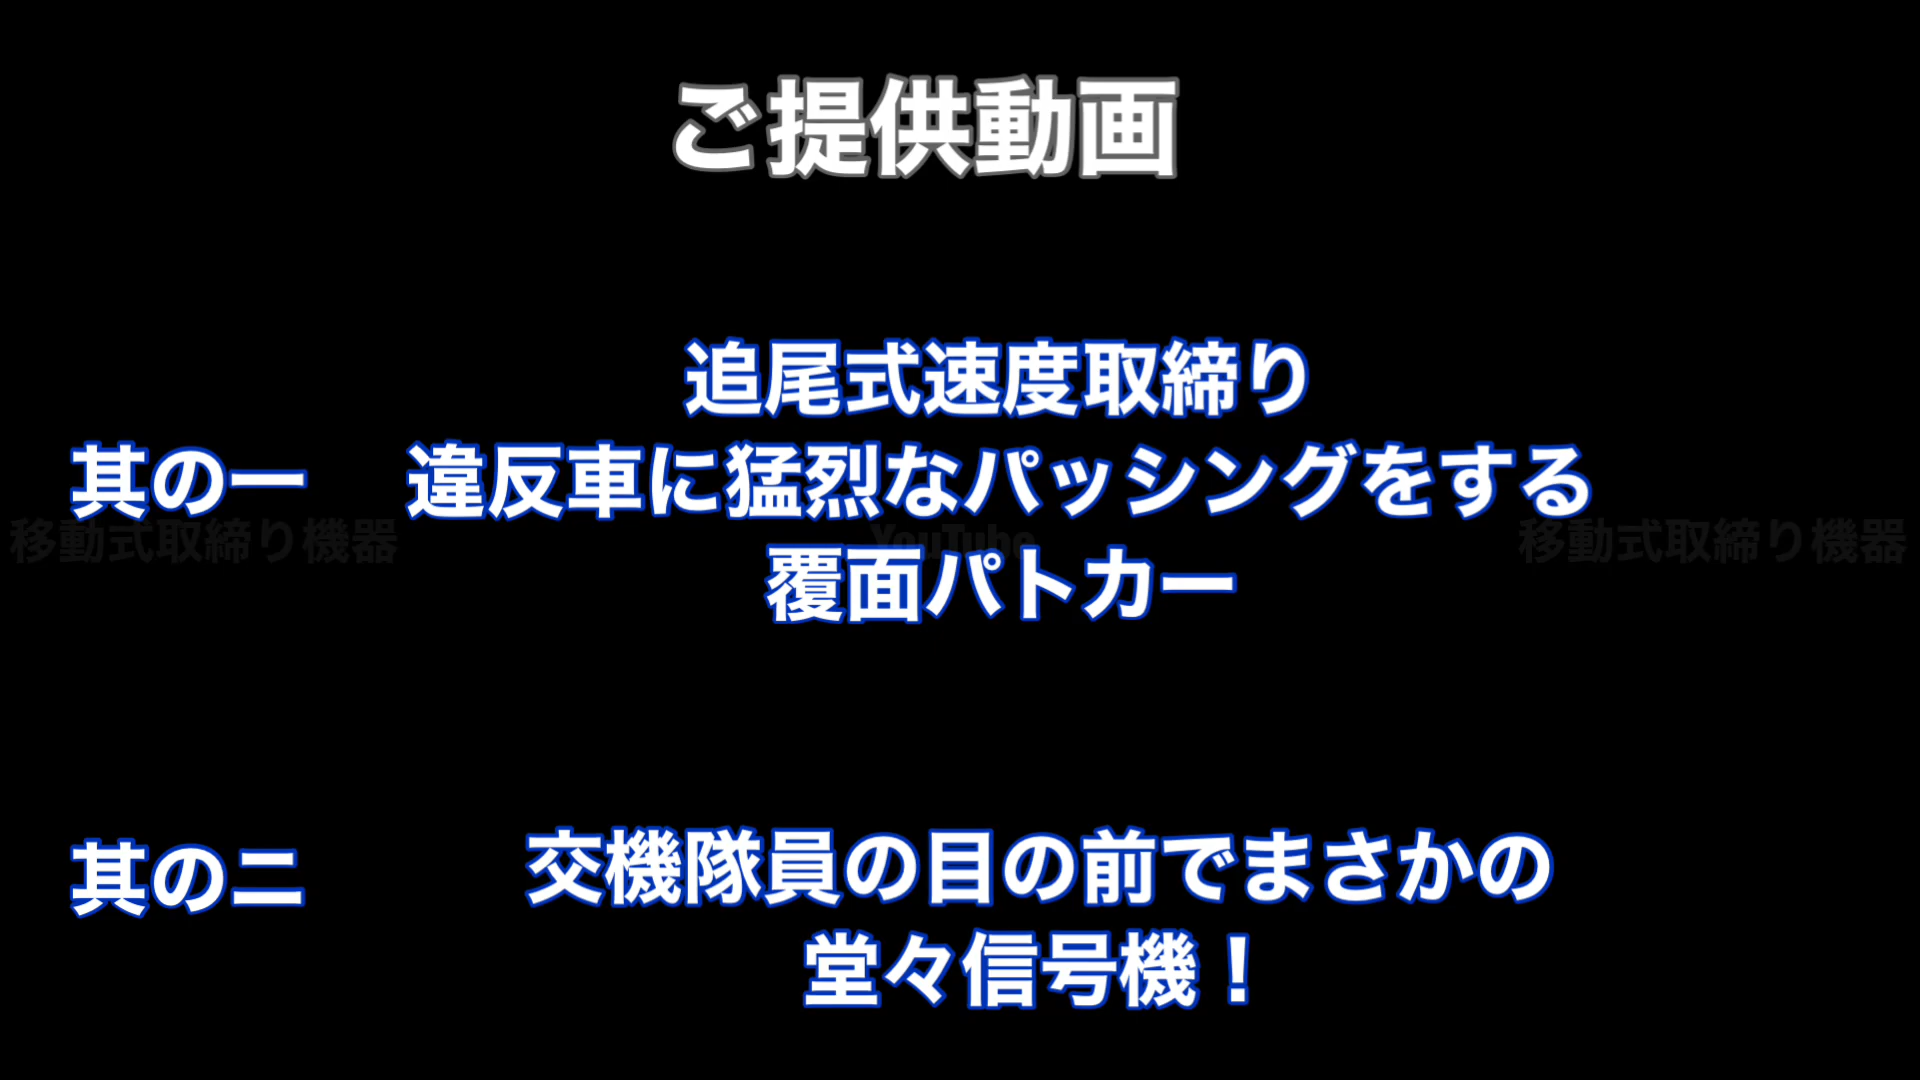 ご提供動画
追尾式速度取締り
其の一 違反車に猛烈なパッシングをする
移動式取締り機器 YouTube 移動式取締り機器
覆面パトカー
其の二 交機隊員の目の前でまさかの
堂々信号機！